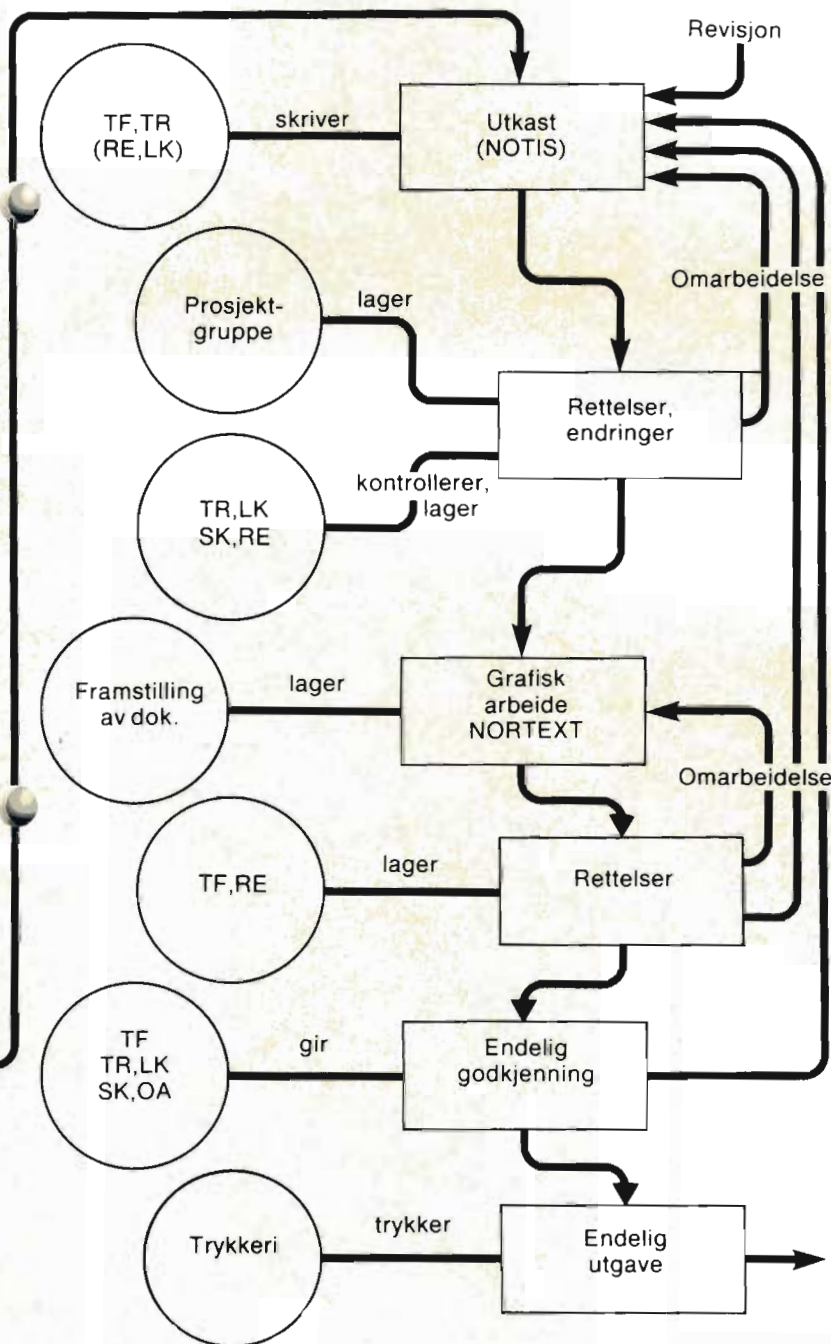 Revisjon
TF,TR
(RE,LK)
skriver
Utkast
(NOTIS)
Omarbeidelse
Prosjekt-
gruppe
lager
Rettelser,
endringer
TR,LK
SK,RE
kontrollerer,
lager
Framstilling
av dok.
lager
Grafisk
arbeide
NORTEXT
Omarbeidelse
TF,RE
lager
Rettelser
TF
TR,LK
SK,OA
gir
Endelig
godkjenning
Trykkeri
trykker
Endelig
utgave